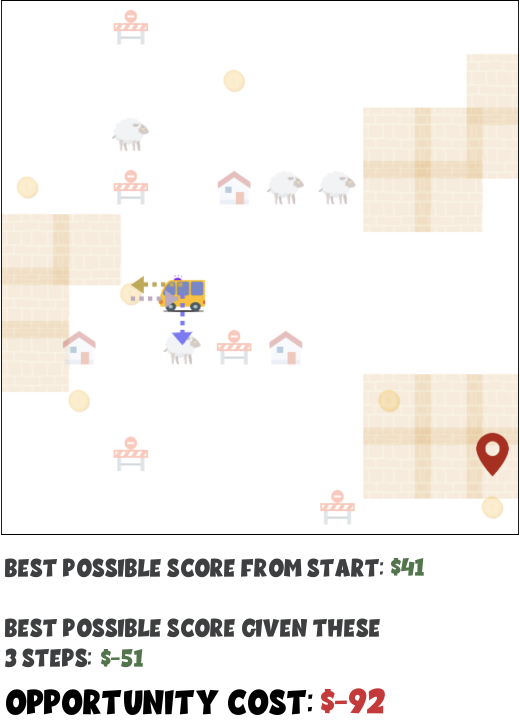 BEST POSSIBLE SCORE FROM START: $41
BEST POSSIBLE SCORE GIVEN THESE
3 STEPS: $-51
OPPORTUNITY COST: $-92